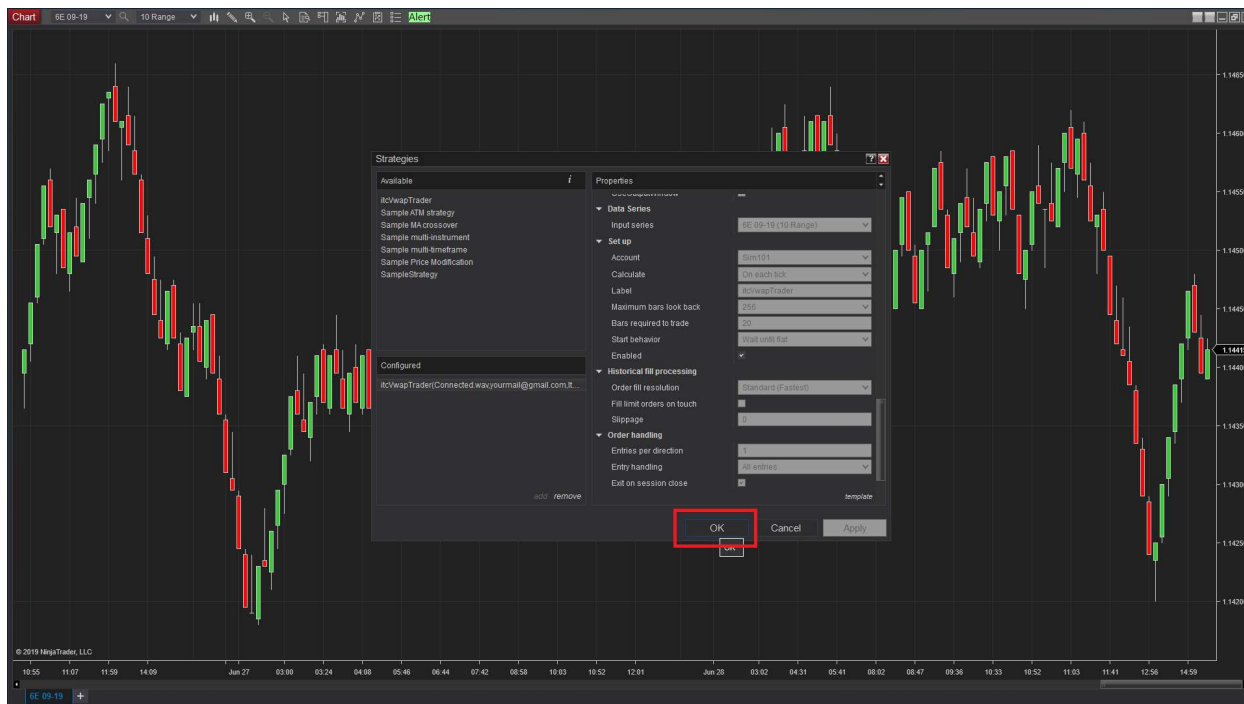 Chart 6E 09-19 10 Range Alert
Strategies ?
Available i Properties
itcVwapTrader
Sample ATM strategy
Sample MA crossover
Sample multi-instrument
Sample multi-timeframe
Sample Price Modification
SampleStrategy
Configured
itcVwapTrader(Connected.wav,yourmail@gmail.com,It...
add remove
Data Series
Input series 6E 09-19 (10 Range)
Set up
Account Sim101
Calculate On each tick
Label itcVwapTrader
Maximum bars look back 256
Bars required to trade 20
Start behavior Wait until flat
Enabled
Historical fill processing
Order fill resolution Standard (Fastest)
Fill limit orders on touch
Slippage 0
Order handling
Entries per direction 1
Entry handling All entries
Exit on session close
template
OK Cancel Apply
OK
1.1465
1.1460
1.1455
1.1450
1.1445
1.1441
1.1440
1.1435
1.1430
1.1425
1.1420
© 2019 NinjaTrader, LLC
10:55 11:07 11:59 14:09 Jun 27 03:00 03:24 04:08 05:46 06:44 07:42 08:58 10:03 10:52 12:01 Jun 28 03:02 04:31 05:41 08:02 08:47 09:36 10:33 10:52 11:03 11:41 12:56 14:59
6E 09-19 +